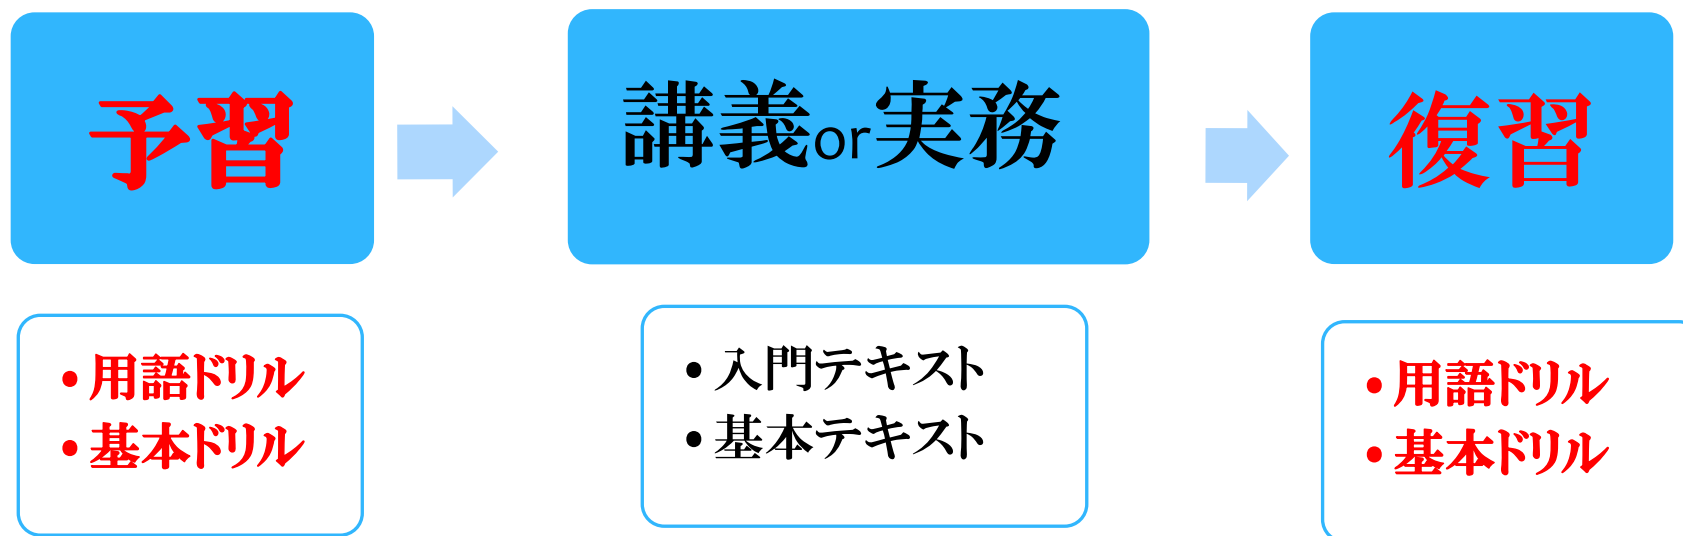 予習
講義or実務
復習
• 用語ドリル
• 基本ドリル
• 入門テキスト
• 基本テキスト
• 用語ドリル
• 基本ドリル